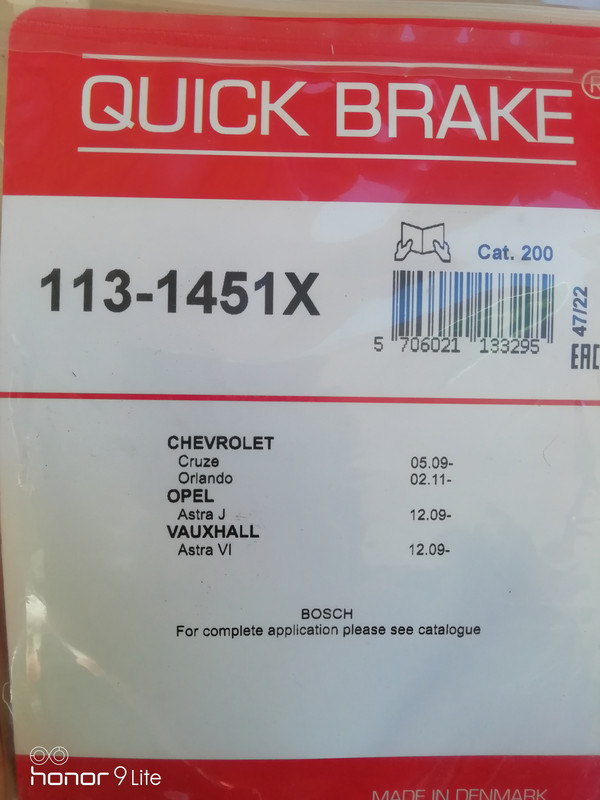 QUICK BRAKE®
Cat. 200
113-1451X
5 706021 133295
47/22
EAC
CHEVROLET
Cruze 05.09-
Orlando 02.11-
OPEL
Astra J 12.09-
VAUXHALL
Astra VI 12.09-
BOSCH
For complete application please see catalogue
MADE IN DENMARK
honor 9 Lite